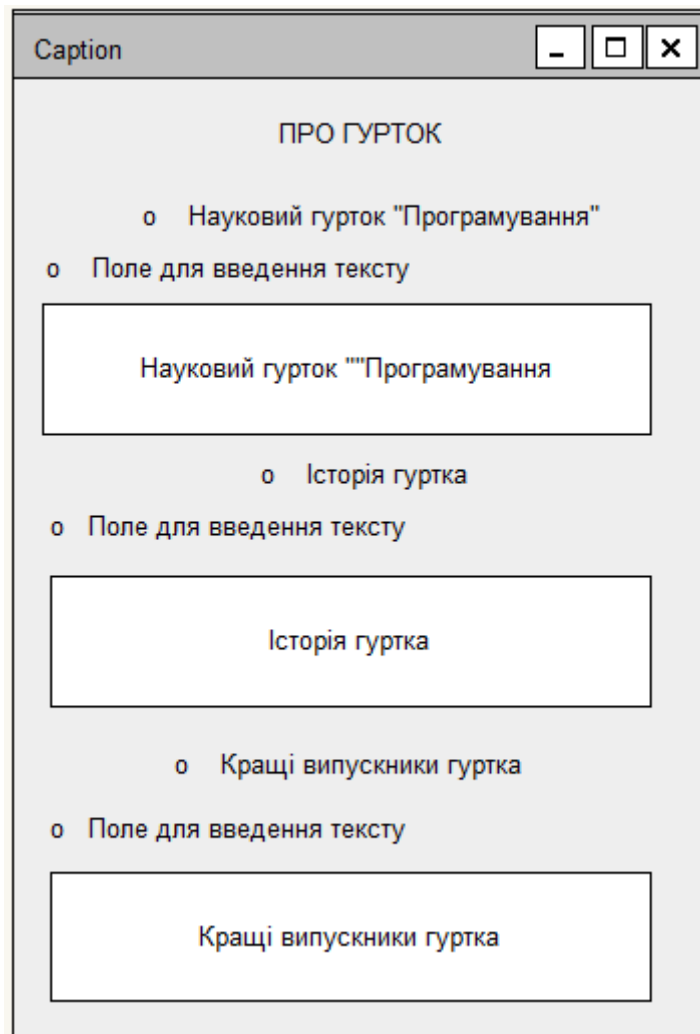 Caption
ПРО ГУРТОК
o Науковий гурток "Програмування"
o Поле для введення тексту
Науковий гурток ""Програмування
o Історія гуртка
o Поле для введення тексту
Історія гуртка
o Кращі випускники гуртка
o Поле для введення тексту
Кращі випускники гуртка